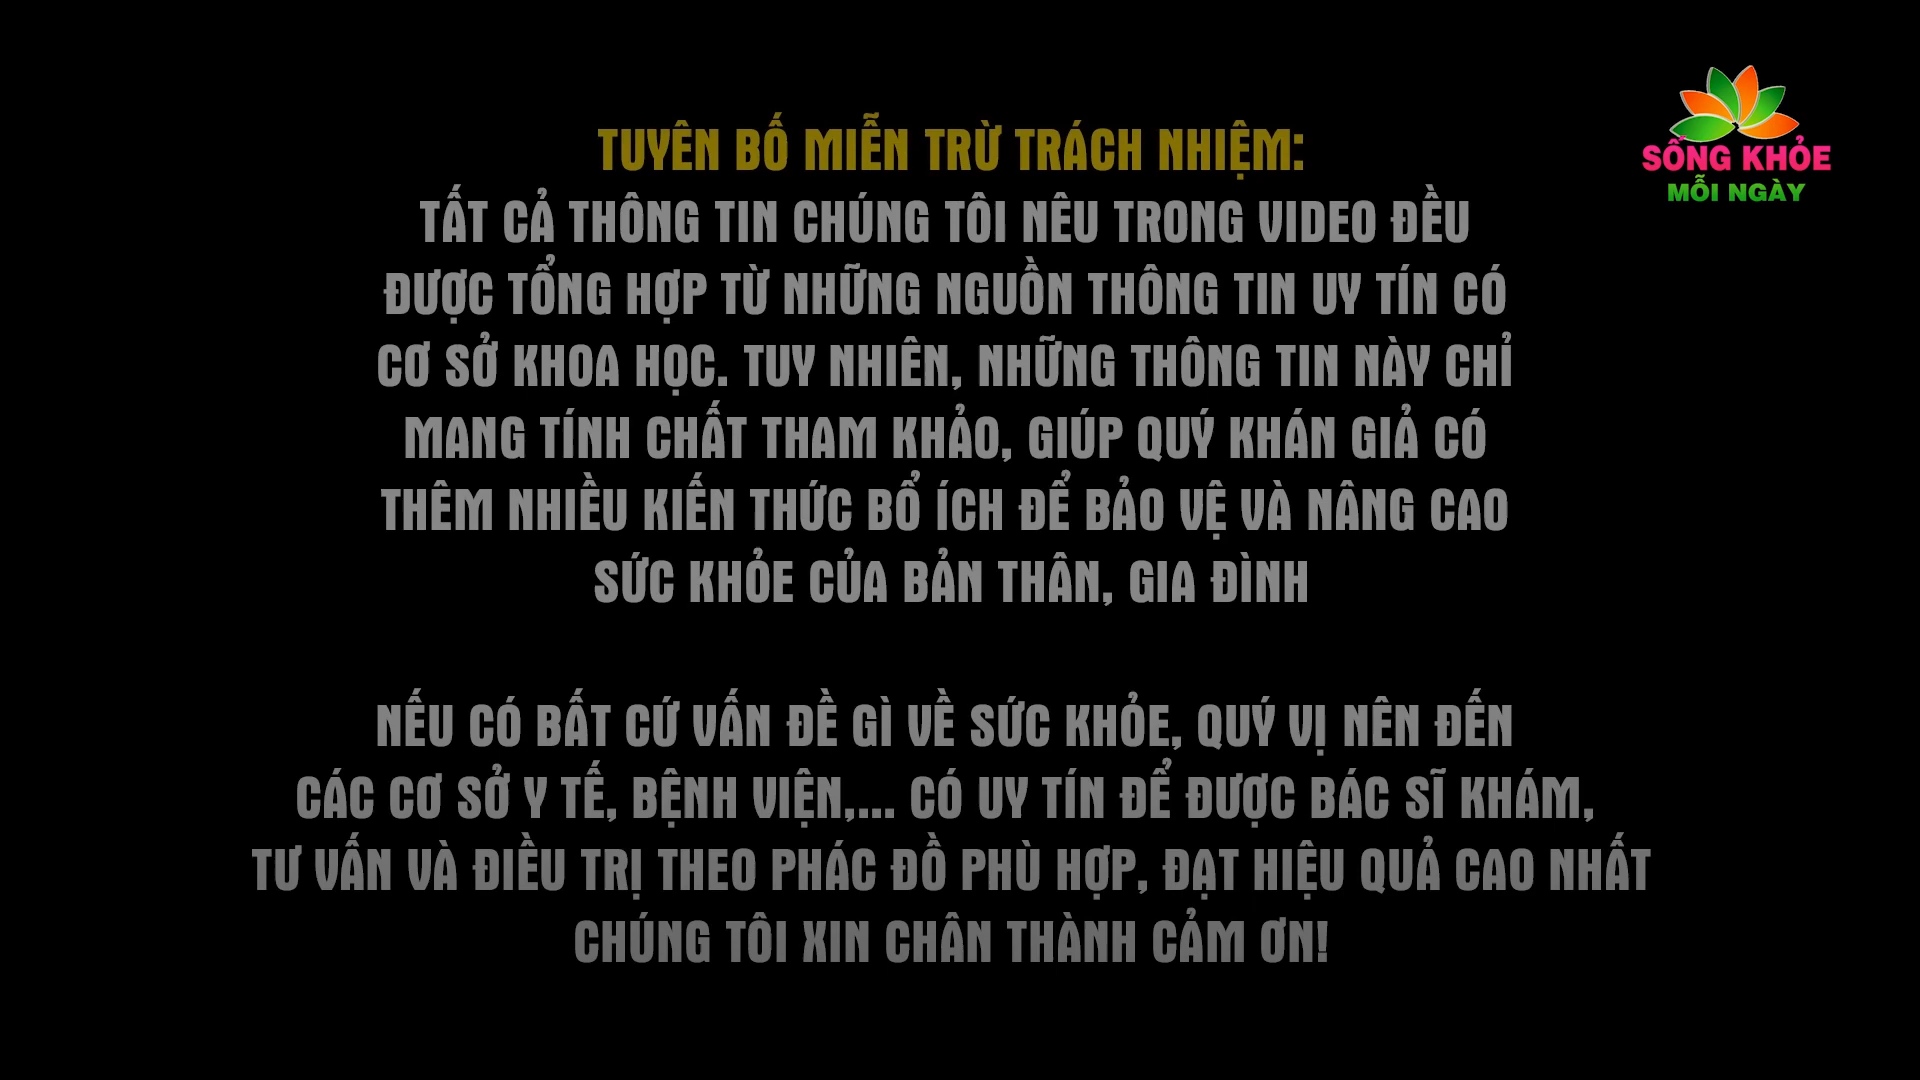 TUYÊN BỐ MIỄN TRỪ TRÁCH NHIỆM:
TẤT CẢ THÔNG TIN CHÚNG TÔI NÊU TRONG VIDEO ĐỀU
ĐƯỢC TỔNG HỢP TỪ NHỮNG NGUỒN THÔNG TIN UY TÍN CÓ
CƠ SỞ KHOA HỌC. TUY NHIÊN, NHỮNG THÔNG TIN NÀY CHỈ
MANG TÍNH CHẤT THAM KHẢO, GIÚP QUÝ KHÁN GIẢ CÓ
THÊM NHIỀU KIẾN THỨC BỔ ÍCH ĐỂ BẢO VỆ VÀ NÂNG CAO
SỨC KHỎE CỦA BẢN THÂN, GIA ĐÌNH
NẾU CÓ BẤT CỨ VẤN ĐỀ GÌ VỀ SỨC KHỎE, QUÝ VỊ NÊN ĐẾN
CÁC CƠ SỞ Y TẾ, BỆNH VIỆN,... CÓ UY TÍN ĐỂ ĐƯỢC BÁC SĨ KHÁM,
TƯ VẤN VÀ ĐIỀU TRỊ THEO PHÁC ĐỒ PHÙ HỢP, ĐẠT HIỆU QUẢ CAO NHẤT
CHÚNG TÔI XIN CHÂN THÀNH CẢM ƠN!
SỐNG KHỎE
MỖI NGÀY